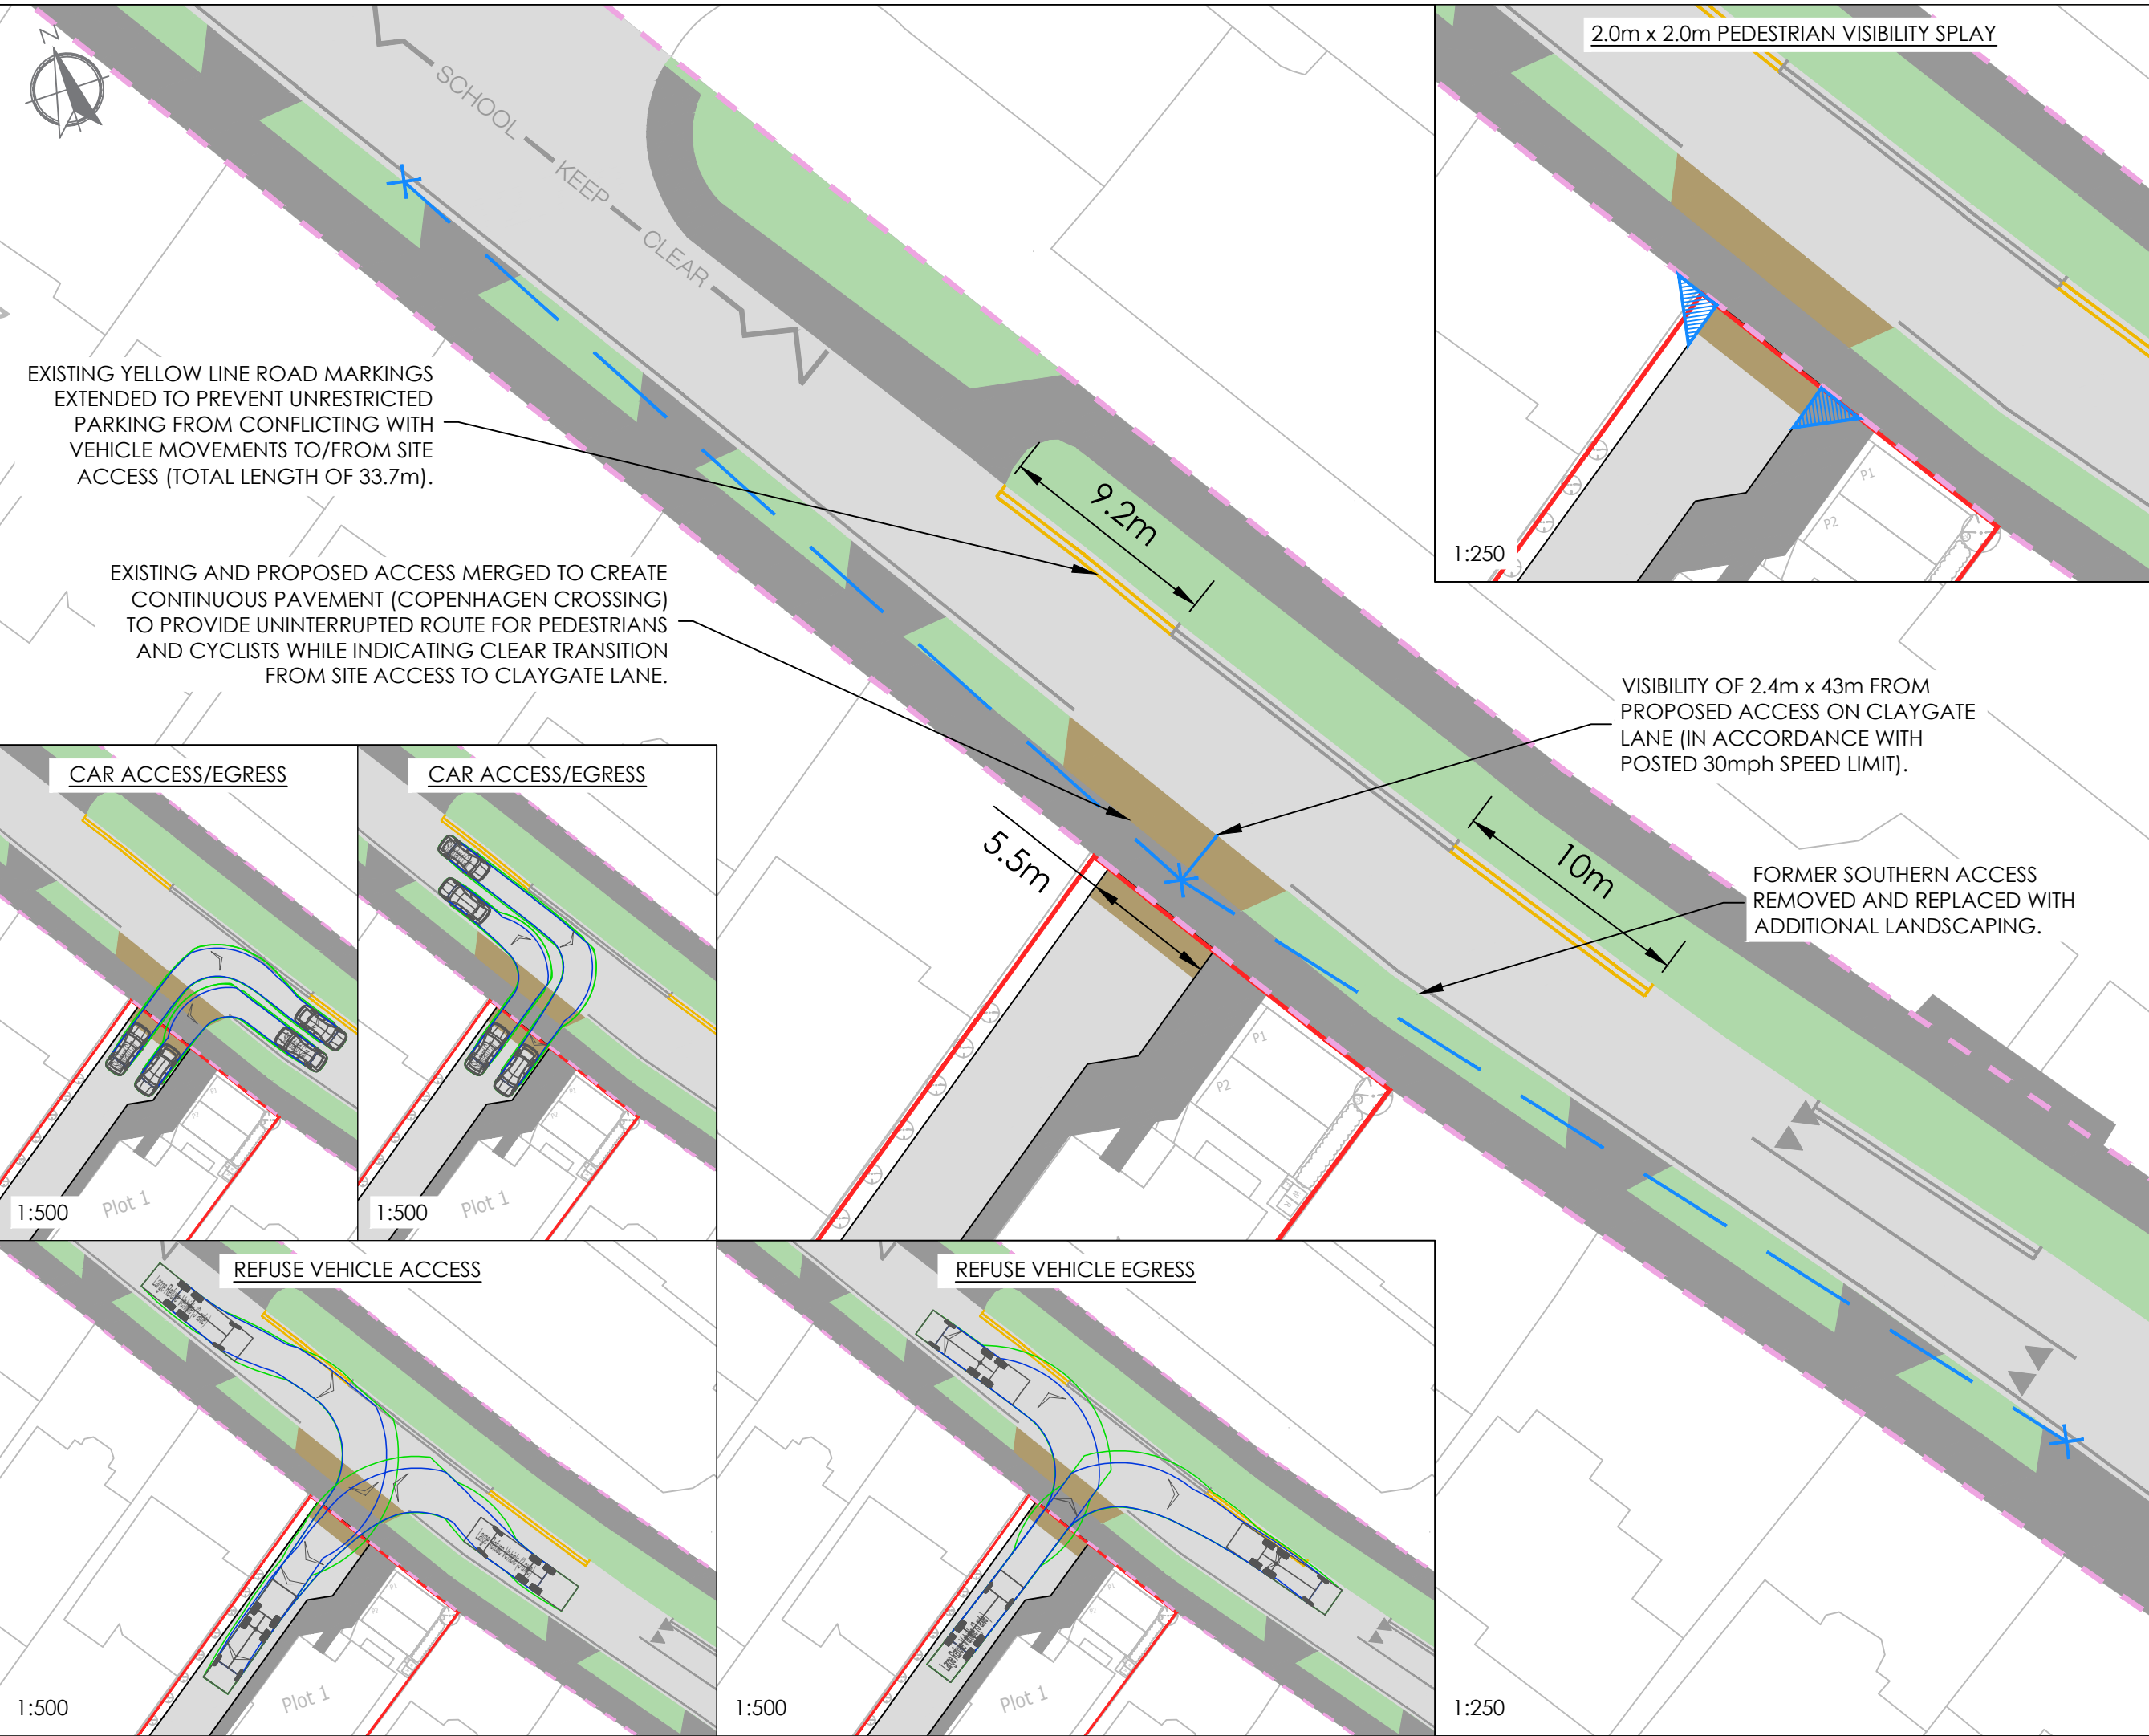 N
SCHOOL
KEEP
CLEAR
2.0m x 2.0m PEDESTRIAN VISIBILITY SPLAY
P1
P2
1:250
EXISTING YELLOW LINE ROAD MARKINGS
EXTENDED TO PREVENT UNRESTRICTED
PARKING FROM CONFLICTING WITH
VEHICLE MOVEMENTS TO/FROM SITE
ACCESS (TOTAL LENGTH OF 33.7m).
9.2m
EXISTING AND PROPOSED ACCESS MERGED TO CREATE
CONTINUOUS PAVEMENT (COPENHAGEN CROSSING)
TO PROVIDE UNINTERRUPTED ROUTE FOR PEDESTRIANS
AND CYCLISTS WHILE INDICATING CLEAR TRANSITION
FROM SITE ACCESS TO CLAYGATE LANE.
VISIBILITY OF 2.4m x 43m FROM
PROPOSED ACCESS ON CLAYGATE
LANE (IN ACCORDANCE WITH
POSTED 30mph SPEED LIMIT).
5.5m
10m
FORMER SOUTHERN ACCESS
REMOVED AND REPLACED WITH
ADDITIONAL LANDSCAPING.
P1
P2
CAR ACCESS/EGRESS
Plot 1
1:500
CAR ACCESS/EGRESS
Plot 1
1:500
REFUSE VEHICLE ACCESS
Plot 1
1:500
REFUSE VEHICLE EGRESS
Plot 1
1:500
1:250